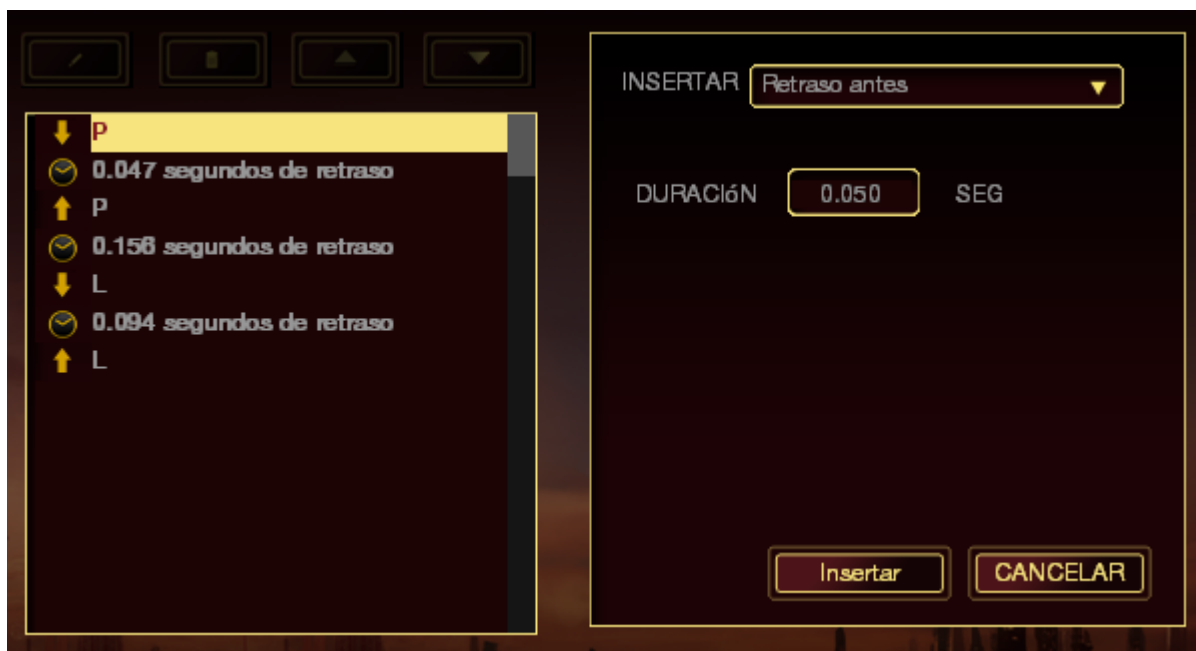 P
0.047 segundos de retraso
P
0.156 segundos de retraso
L
0.094 segundos de retraso
L
INSERTAR Retraso antes
DURACIóN 0.050 SEG
Insertar CANCELAR